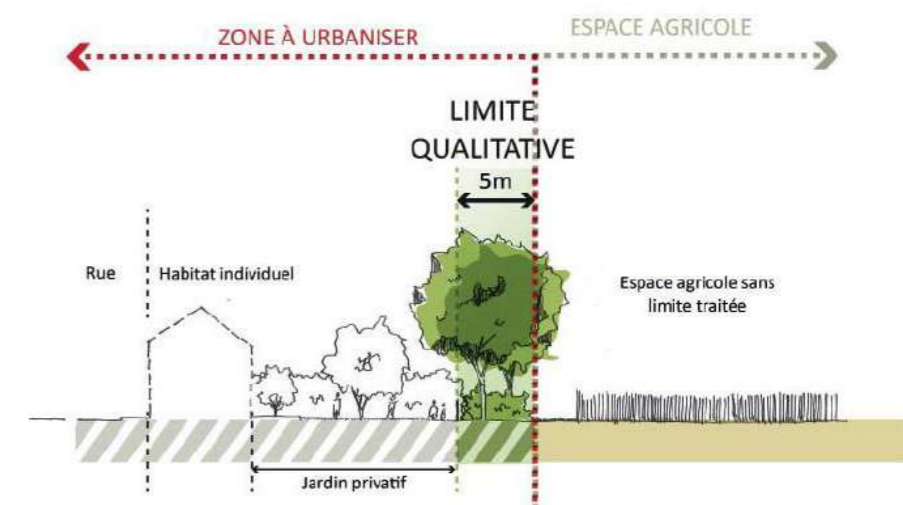 ZONE À URBANISER
ESPACE AGRICOLE
LIMITE
QUALITATIVE
5m
Rue
Habitat individuel
Espace agricole sans
limite traitée
Jardin privatif